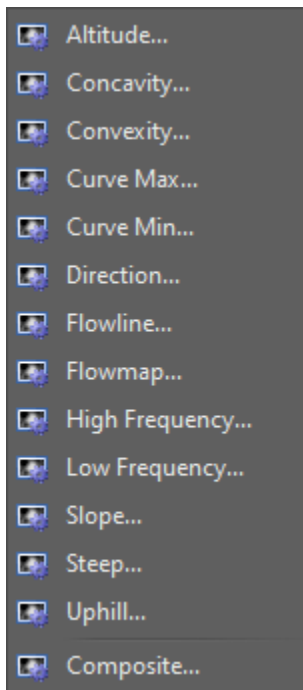 Altitude...
Concavity...
Convexity...
Curve Max...
Curve Min...
Direction...
Flowline...
Flowmap...
High Frequency...
Low Frequency...
Slope...
Steep...
Uphill...
Composite...